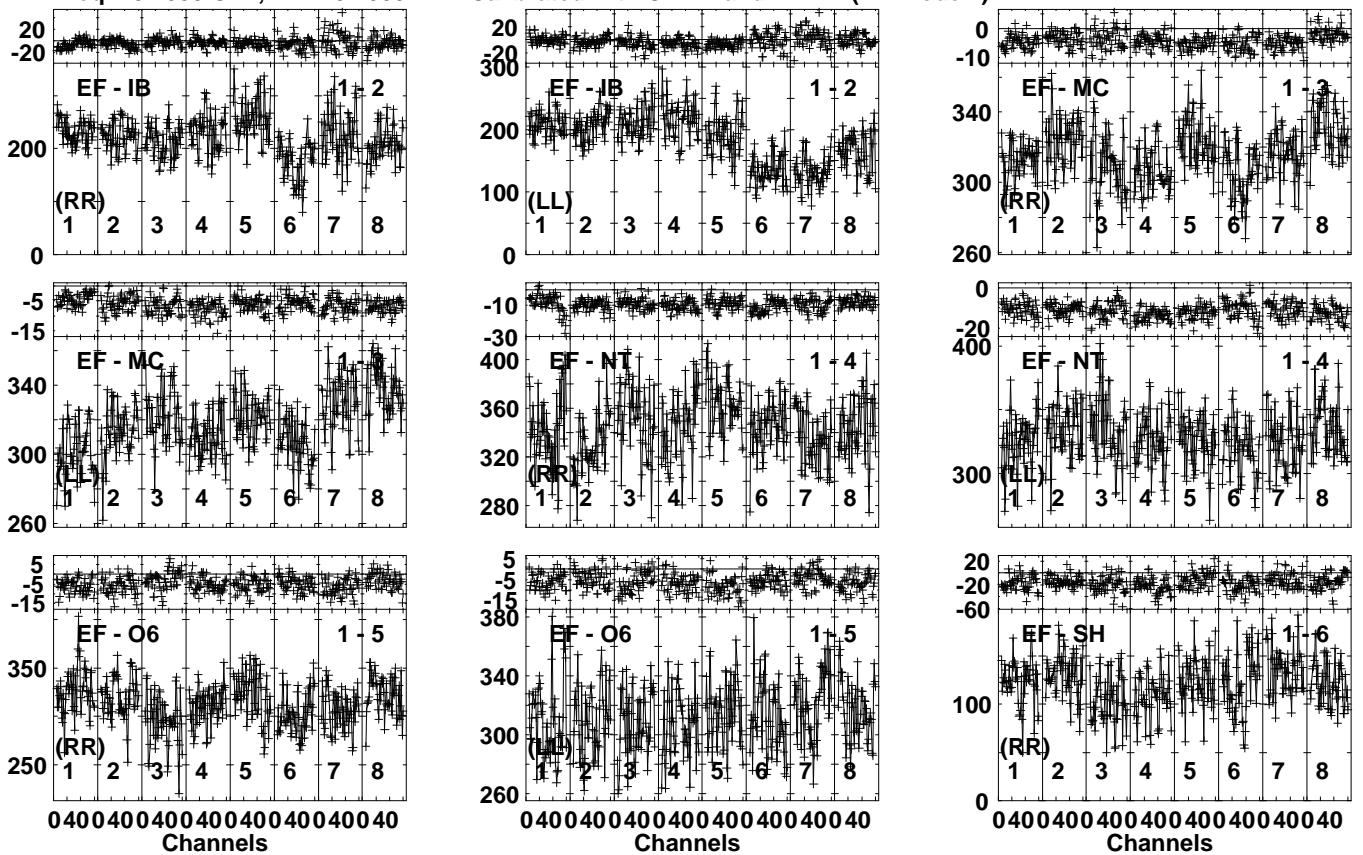 20
-20
EF - IB 1 - 2
200
(RR)
1 2 3 4 5 6 7 8
0
20
-20
300
EF - IB 1 - 2
200
100
(LL)
1 2 3 4 5 6 7 8
0
0
-10
EF - MC 1 - 3
340
300
(RR)
1 2 3 4 5 6 7 8
260
-5
-15
EF - MC 1 - 3
340
300
(LL)
1 2 3 4 5 6 7 8
260
-10
-30
400
EF - NT 1 - 4
360
320
(RR)
280
1 2 3 4 5 6 7 8
0
-20
400
EF - NT 1 - 4
300
(LL)
1 2 3 4 5 6 7 8
5
-5
-15
EF - O6 1 - 5
350
(RR)
250
1 2 3 4 5 6 7 8
0 40 0 40 0 40 0 40 0 40 0 40 0 40 0 40
Channels
5
-5
-15
380
EF - O6 1 - 5
340
300
(LL)
1 2 3 4 5 6 7 8
260
0 40 0 40 0 40 0 40 0 40 0 40 0 40 0 40
Channels
20
-20
-60
EF - SH 1 - 6
100
(RR)
1 2 3 4 5 6 7 8
0
0 40 0 40 0 40 0 40 0 40 0 40 0 40 0 40
Channels